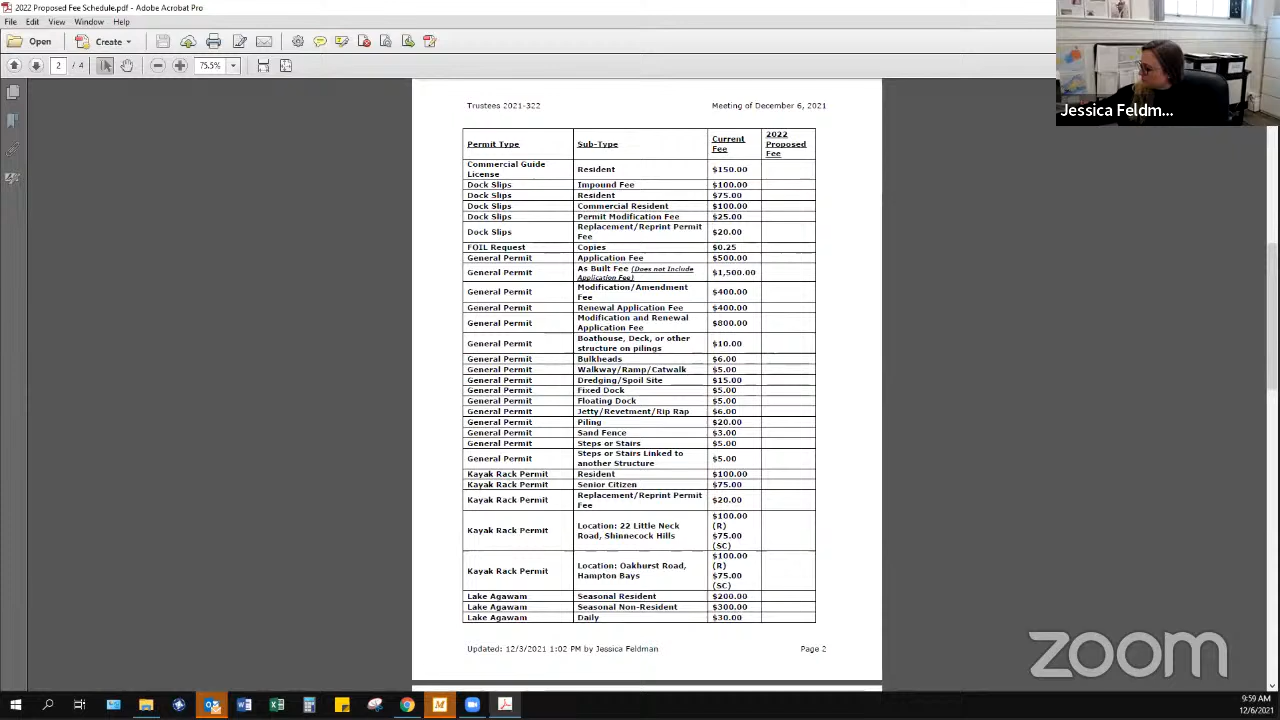 2022 Proposed Fee Schedule.pdf - Adobe Acrobat Pro
File Edit View Window Help
Open Create
2 / 4 75.5%
Jessica Feldm...
Trustees 2021-322 Meeting of December 6, 2021
Permit Type Sub-Type Current Fee 2022 Proposed Fee
Commercial Guide License Resident $150.00
Dock Slips Impound Fee $100.00
Dock Slips Resident $75.00
Dock Slips Commercial Resident $100.00
Dock Slips Permit Modification Fee $25.00
Dock Slips Replacement/Reprint Permit Fee $20.00
FOIL Request Copies $0.25
General Permit Application Fee $500.00
General Permit As Built Fee (Does not Include Application Fee) $1,500.00
General Permit Modification/Amendment Fee $400.00
General Permit Renewal Application Fee $400.00
General Permit Modification and Renewal Application Fee $800.00
General Permit Boathouse, Deck, or other structure on pilings $10.00
General Permit Bulkheads $6.00
General Permit Walkway/Ramp/Catwalk $5.00
General Permit Dredging/Spoil Site $15.00
General Permit Fixed Dock $5.00
General Permit Floating Dock $5.00
General Permit Jetty/Revetment/Rip Rap $6.00
General Permit Piling $20.00
General Permit Sand Fence $3.00
General Permit Steps or Stairs $5.00
General Permit Steps or Stairs Linked to another Structure $5.00
Kayak Rack Permit Resident $100.00
Kayak Rack Permit Senior Citizen $75.00
Kayak Rack Permit Replacement/Reprint Permit Fee $20.00
Kayak Rack Permit Location: 22 Little Neck Road, Shinnecock Hills $100.00 (R) $75.00 (SC)
Kayak Rack Permit Location: Oakhurst Road, Hampton Bays $100.00 (R) $75.00 (SC)
Lake Agawam Seasonal Resident $200.00
Lake Agawam Seasonal Non-Resident $300.00
Lake Agawam Daily $30.00
Updated: 12/3/2021 1:02 PM by Jessica Feldman Page 2
zoom
9:59 AM
12/6/2021